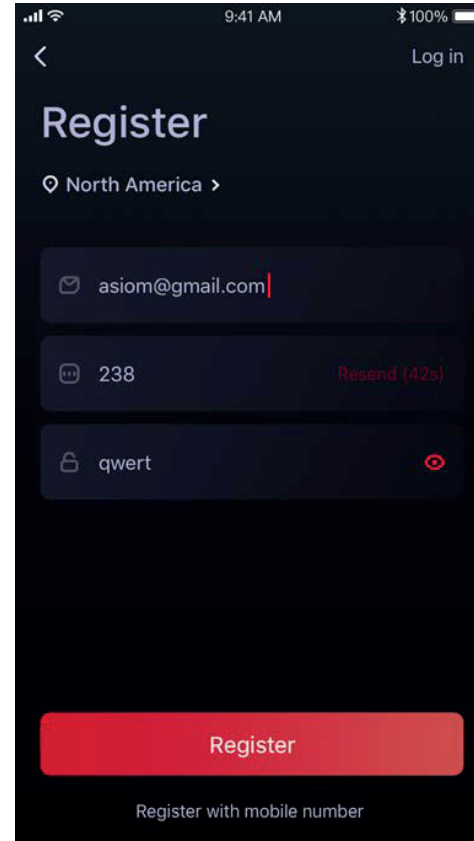 9:41 AM
100%
Log in
Register
North America >
asiom@gmail.com
238 Resend (42s)
qwert
Register
Register with mobile number